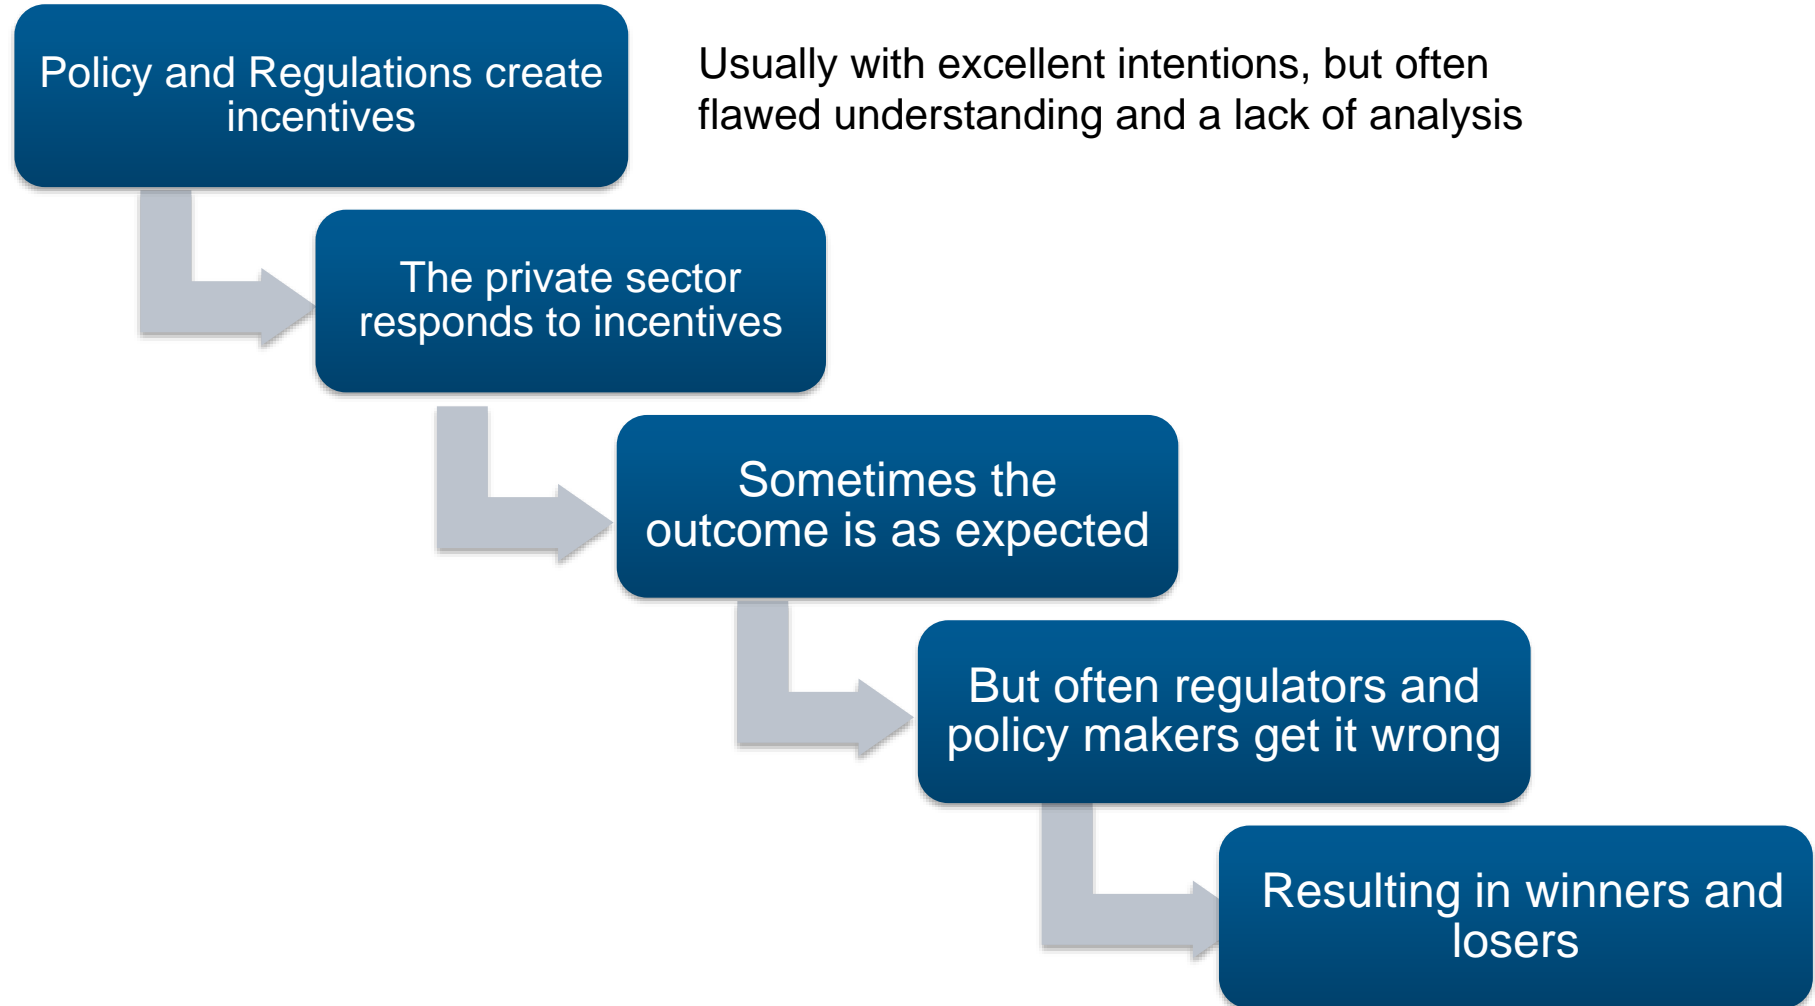 Policy and Regulations create
incentives
Usually with excellent intentions, but often
flawed understanding and a lack of analysis
The private sector
responds to incentives
Sometimes the
outcome is as expected
But often regulators and
policy makers get it wrong
Resulting in winners and
losers